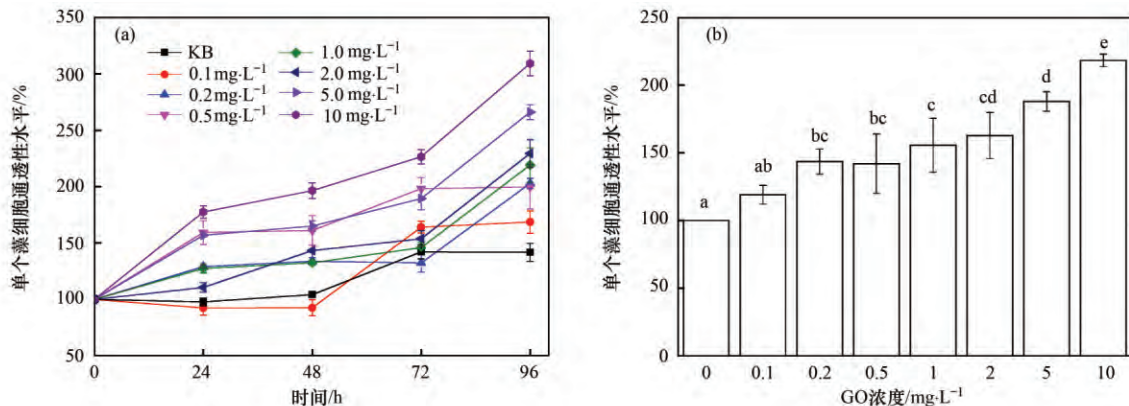 (a)
KB
0.1 mg·L⁻¹
0.2 mg·L⁻¹
0.5 mg·L⁻¹
1.0 mg·L⁻¹
2.0 mg·L⁻¹
5.0 mg·L⁻¹
10 mg·L⁻¹
单个藻细胞通透性水平/%
350
300
250
200
150
100
50
0 24 48 72 96
时间/h
(b)
单个藻细胞通透性水平/%
250
200
150
100
50
0
a ab bc bc c cd d e
0 0.1 0.2 0.5 1 2 5 10
GO浓度/mg·L⁻¹